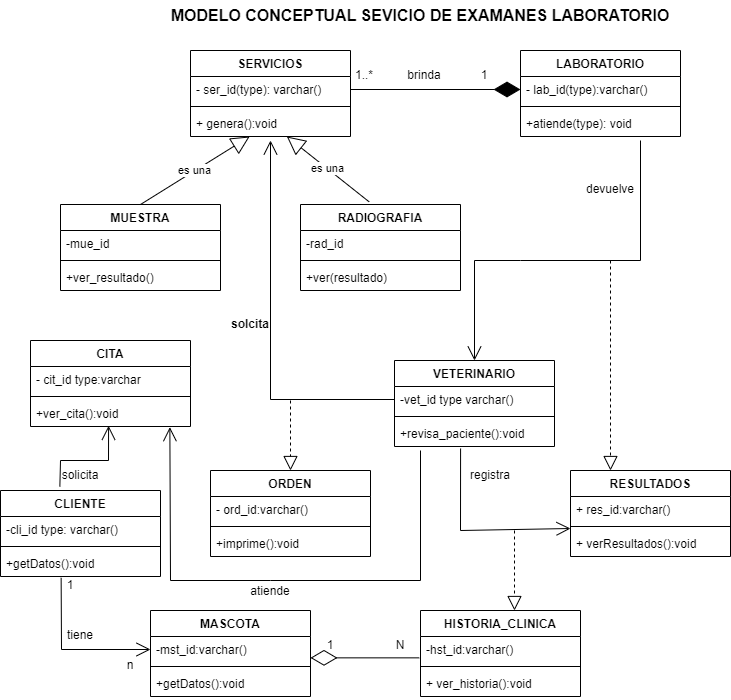 MODELO CONCEPTUAL SEVICIO DE EXAMANES LABORATORIO
SERVICIOS
- ser_id(type): varchar()
+ genera():void
1..*
brinda
1
LABORATORIO
- lab_id(type):varchar()
+atiende(type): void
es una
es una
devuelve
MUESTRA
-mue_id
+ver_resultado()
RADIOGRAFIA
-rad_id
+ver(resultado)
solcita
CITA
- cit_id type:varchar
+ver_cita():void
VETERINARIO
-vet_id type varchar()
+revisa_paciente():void
solicita
registra
CLIENTE
-cli_id type: varchar()
+getDatos():void
ORDEN
- ord_id:varchar()
+imprime():void
RESULTADOS
+ res_id:varchar()
+ verResultados():void
1
atiende
tiene
n
MASCOTA
-mst_id:varchar()
+getDatos():void
1
N
HISTORIA_CLINICA
-hst_id:varchar()
+ ver_historia():void